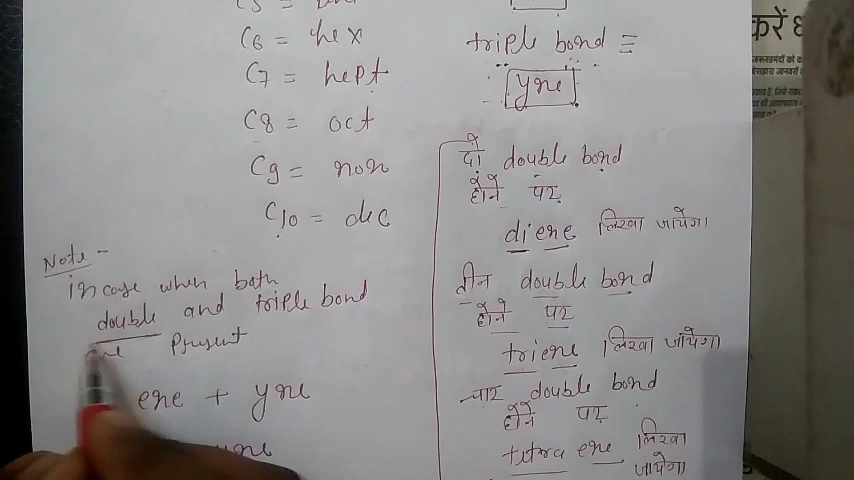 C6 = hex
C7 = hept
C8 = oct
C9 = non
C10 = dec
Note -
in case when both
double and triple bond
are Present
ene + yne
yne
triple bond ≡
yne
दो double bond
होने पर
diene लिखा जायेगा
तीन double bond
होने पर
triene लिखा जायेगा
चार double bond
होने पर
tetra ene लिखा
जायेगा
करें